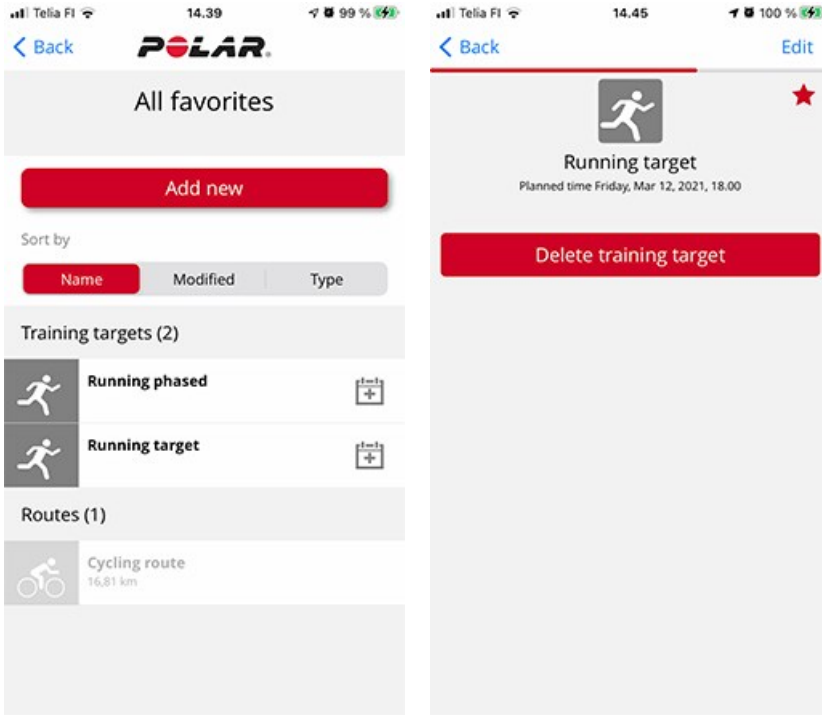 Telia FI 14.39 99 %
Back POLAR.
All favorites
Add new
Sort by
Name Modified Type
Training targets (2)
Running phased
Running target
Routes (1)
Cycling route
16,81 km
Telia FI 14.45 100 %
Back Edit
Running target
Planned time Friday, Mar 12, 2021, 18.00
Delete training target